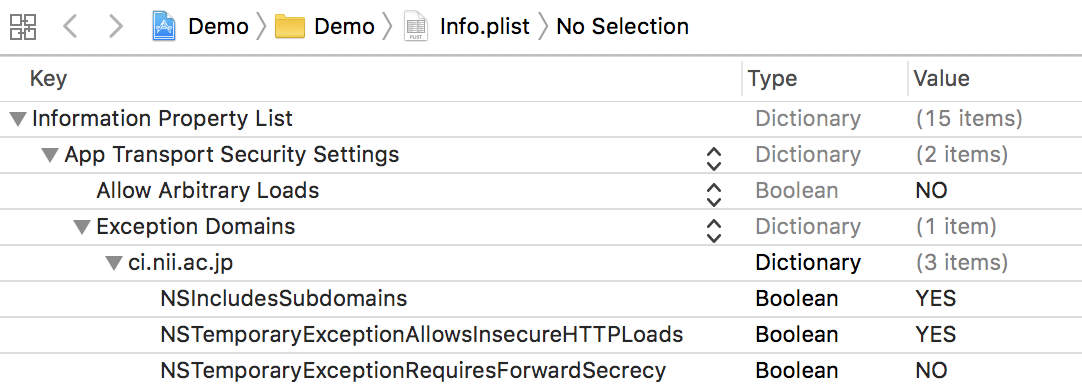 Demo Demo Info.plist No Selection
Key Type Value
Information Property List Dictionary (15 items)
App Transport Security Settings Dictionary (2 items)
Allow Arbitrary Loads Boolean NO
Exception Domains Dictionary (1 item)
ci.nii.ac.jp Dictionary (3 items)
NSIncludesSubdomains Boolean YES
NSTemporaryExceptionAllowsInsecureHTTPLoads Boolean YES
NSTemporaryExceptionRequiresForwardSecrecy Boolean NO